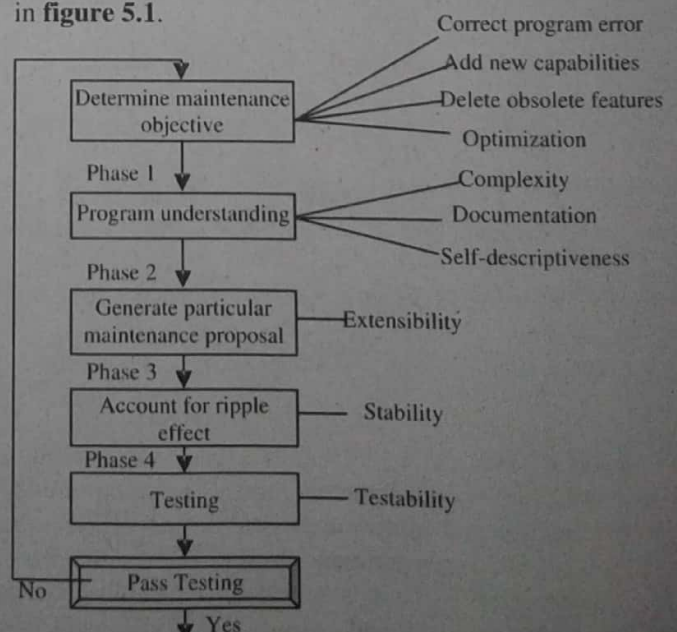 in figure 5.1.
Correct program error
Add new capabilities
Determine maintenance
objective
Delete obsolete features
Optimization
Phase 1
Complexity
Program understanding
Documentation
Self-descriptiveness
Phase 2
Generate particular
maintenance proposal
Extensibility
Phase 3
Account for ripple
effect
Stability
Phase 4
Testing
Testability
Pass Testing
No
Yes